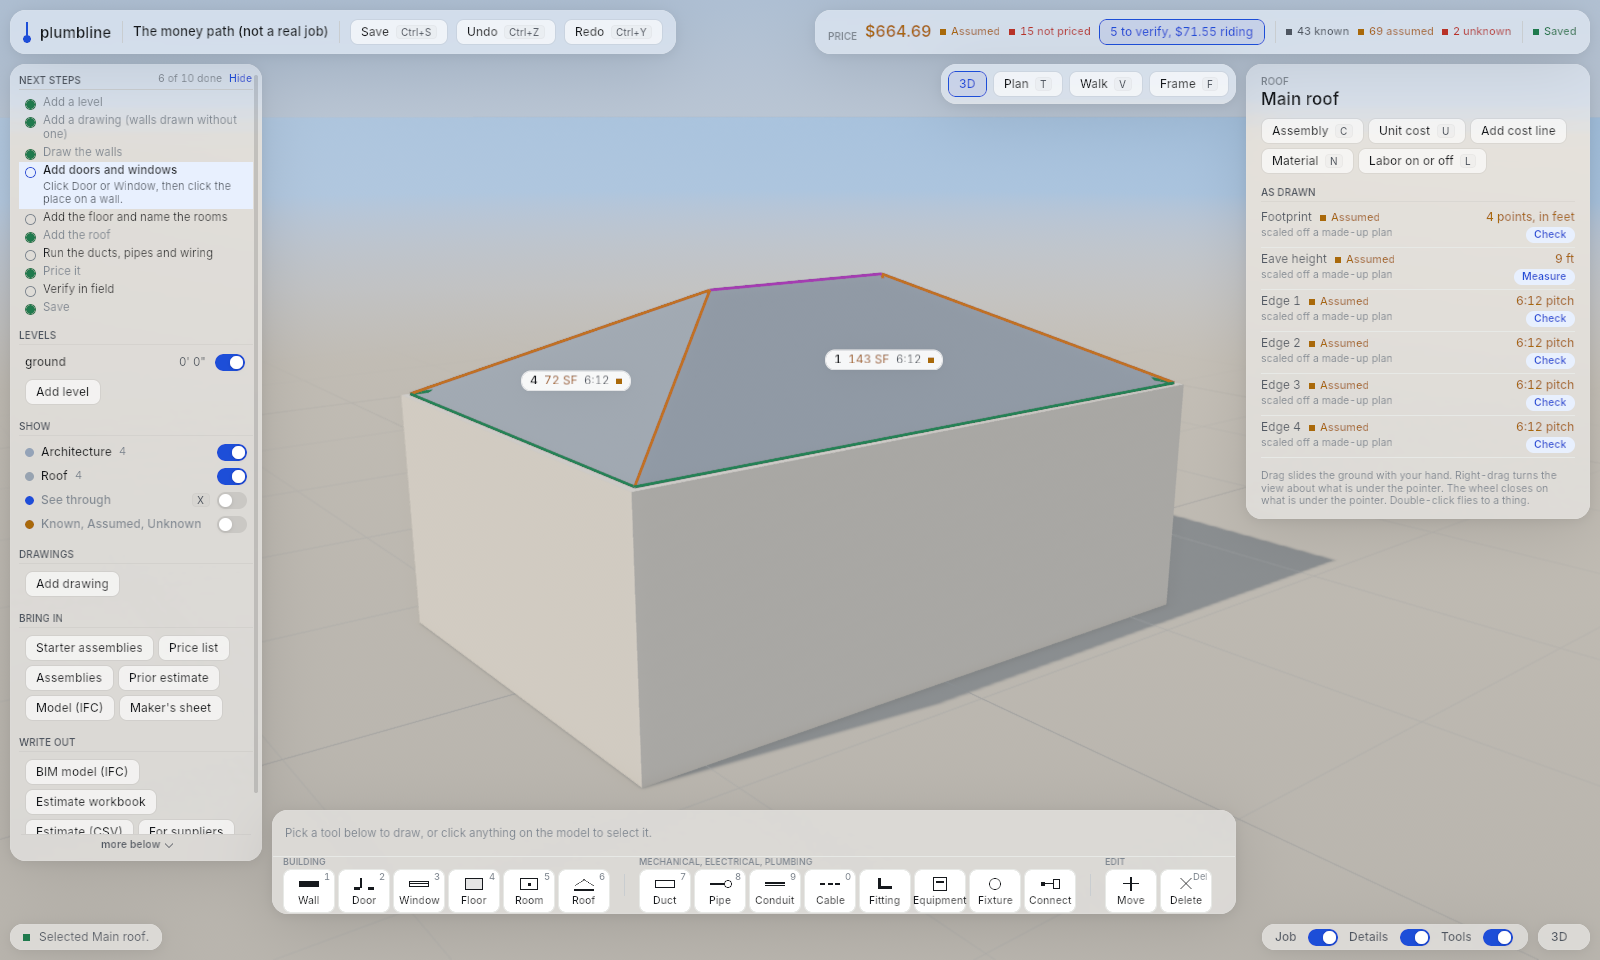 plumbline
The money path (not a real job)
Save Ctrl+S
Undo Ctrl+Z
Redo Ctrl+Y
PRICE $664.69 Assumed 15 not priced
5 to verify, $71.55 riding
43 known 69 assumed 2 unknown
Saved
NEXT STEPS 6 of 10 done Hide
Add a level
Add a drawing (walls drawn without
one)
Draw the walls
Add doors and windows
Click Door or Window, then click the
place on a wall.
Add the floor and name the rooms
Add the roof
Run the ducts, pipes and wiring
Price it
Verify in field
Save
LEVELS
ground 0' 0"
Add level
SHOW
Architecture 4
Roof 4
See through X
Known, Assumed, Unknown
DRAWINGS
Add drawing
BRING IN
Starter assemblies Price list
Assemblies Prior estimate
Model (IFC) Maker's sheet
WRITE OUT
BIM model (IFC)
Estimate workbook
Estimate (CSV) For suppliers
more below
3D Plan T Walk V Frame F
4 72 SF 6:12
1 143 SF 6:12
ROOF
Main roof
Assembly C Unit cost U Add cost line
Material N Labor on or off L
AS DRAWN
Footprint Assumed 4 points, in feet
scaled off a made-up plan Check
Eave height Assumed 9 ft
scaled off a made-up plan Measure
Edge 1 Assumed 6:12 pitch
scaled off a made-up plan Check
Edge 2 Assumed 6:12 pitch
scaled off a made-up plan Check
Edge 3 Assumed 6:12 pitch
scaled off a made-up plan Check
Edge 4 Assumed 6:12 pitch
scaled off a made-up plan Check
Drag slides the ground with your hand. Right-drag turns the
view about what is under the pointer. The wheel closes on
what is under the pointer. Double-click flies to a thing.
Pick a tool below to draw, or click anything on the model to select it.
BUILDING MECHANICAL, ELECTRICAL, PLUMBING EDIT
1 2 3 4 5 6 7 8 9 0 Del
Wall Door Window Floor Room Roof Duct Pipe Conduit Cable Fitting Equipment Fixture Connect Move Delete
Selected Main roof.
Job Details Tools 3D